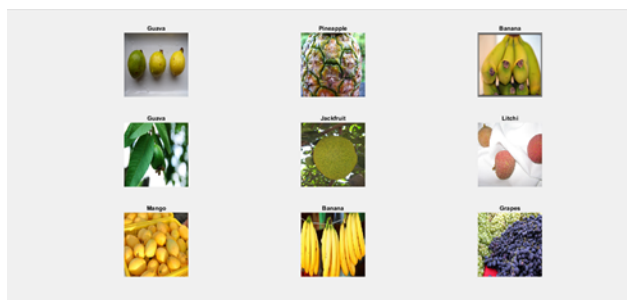 Guava
Pineapple
Banana
Guava
Jackfruit
Litchi
Mango
Banana
Grapes